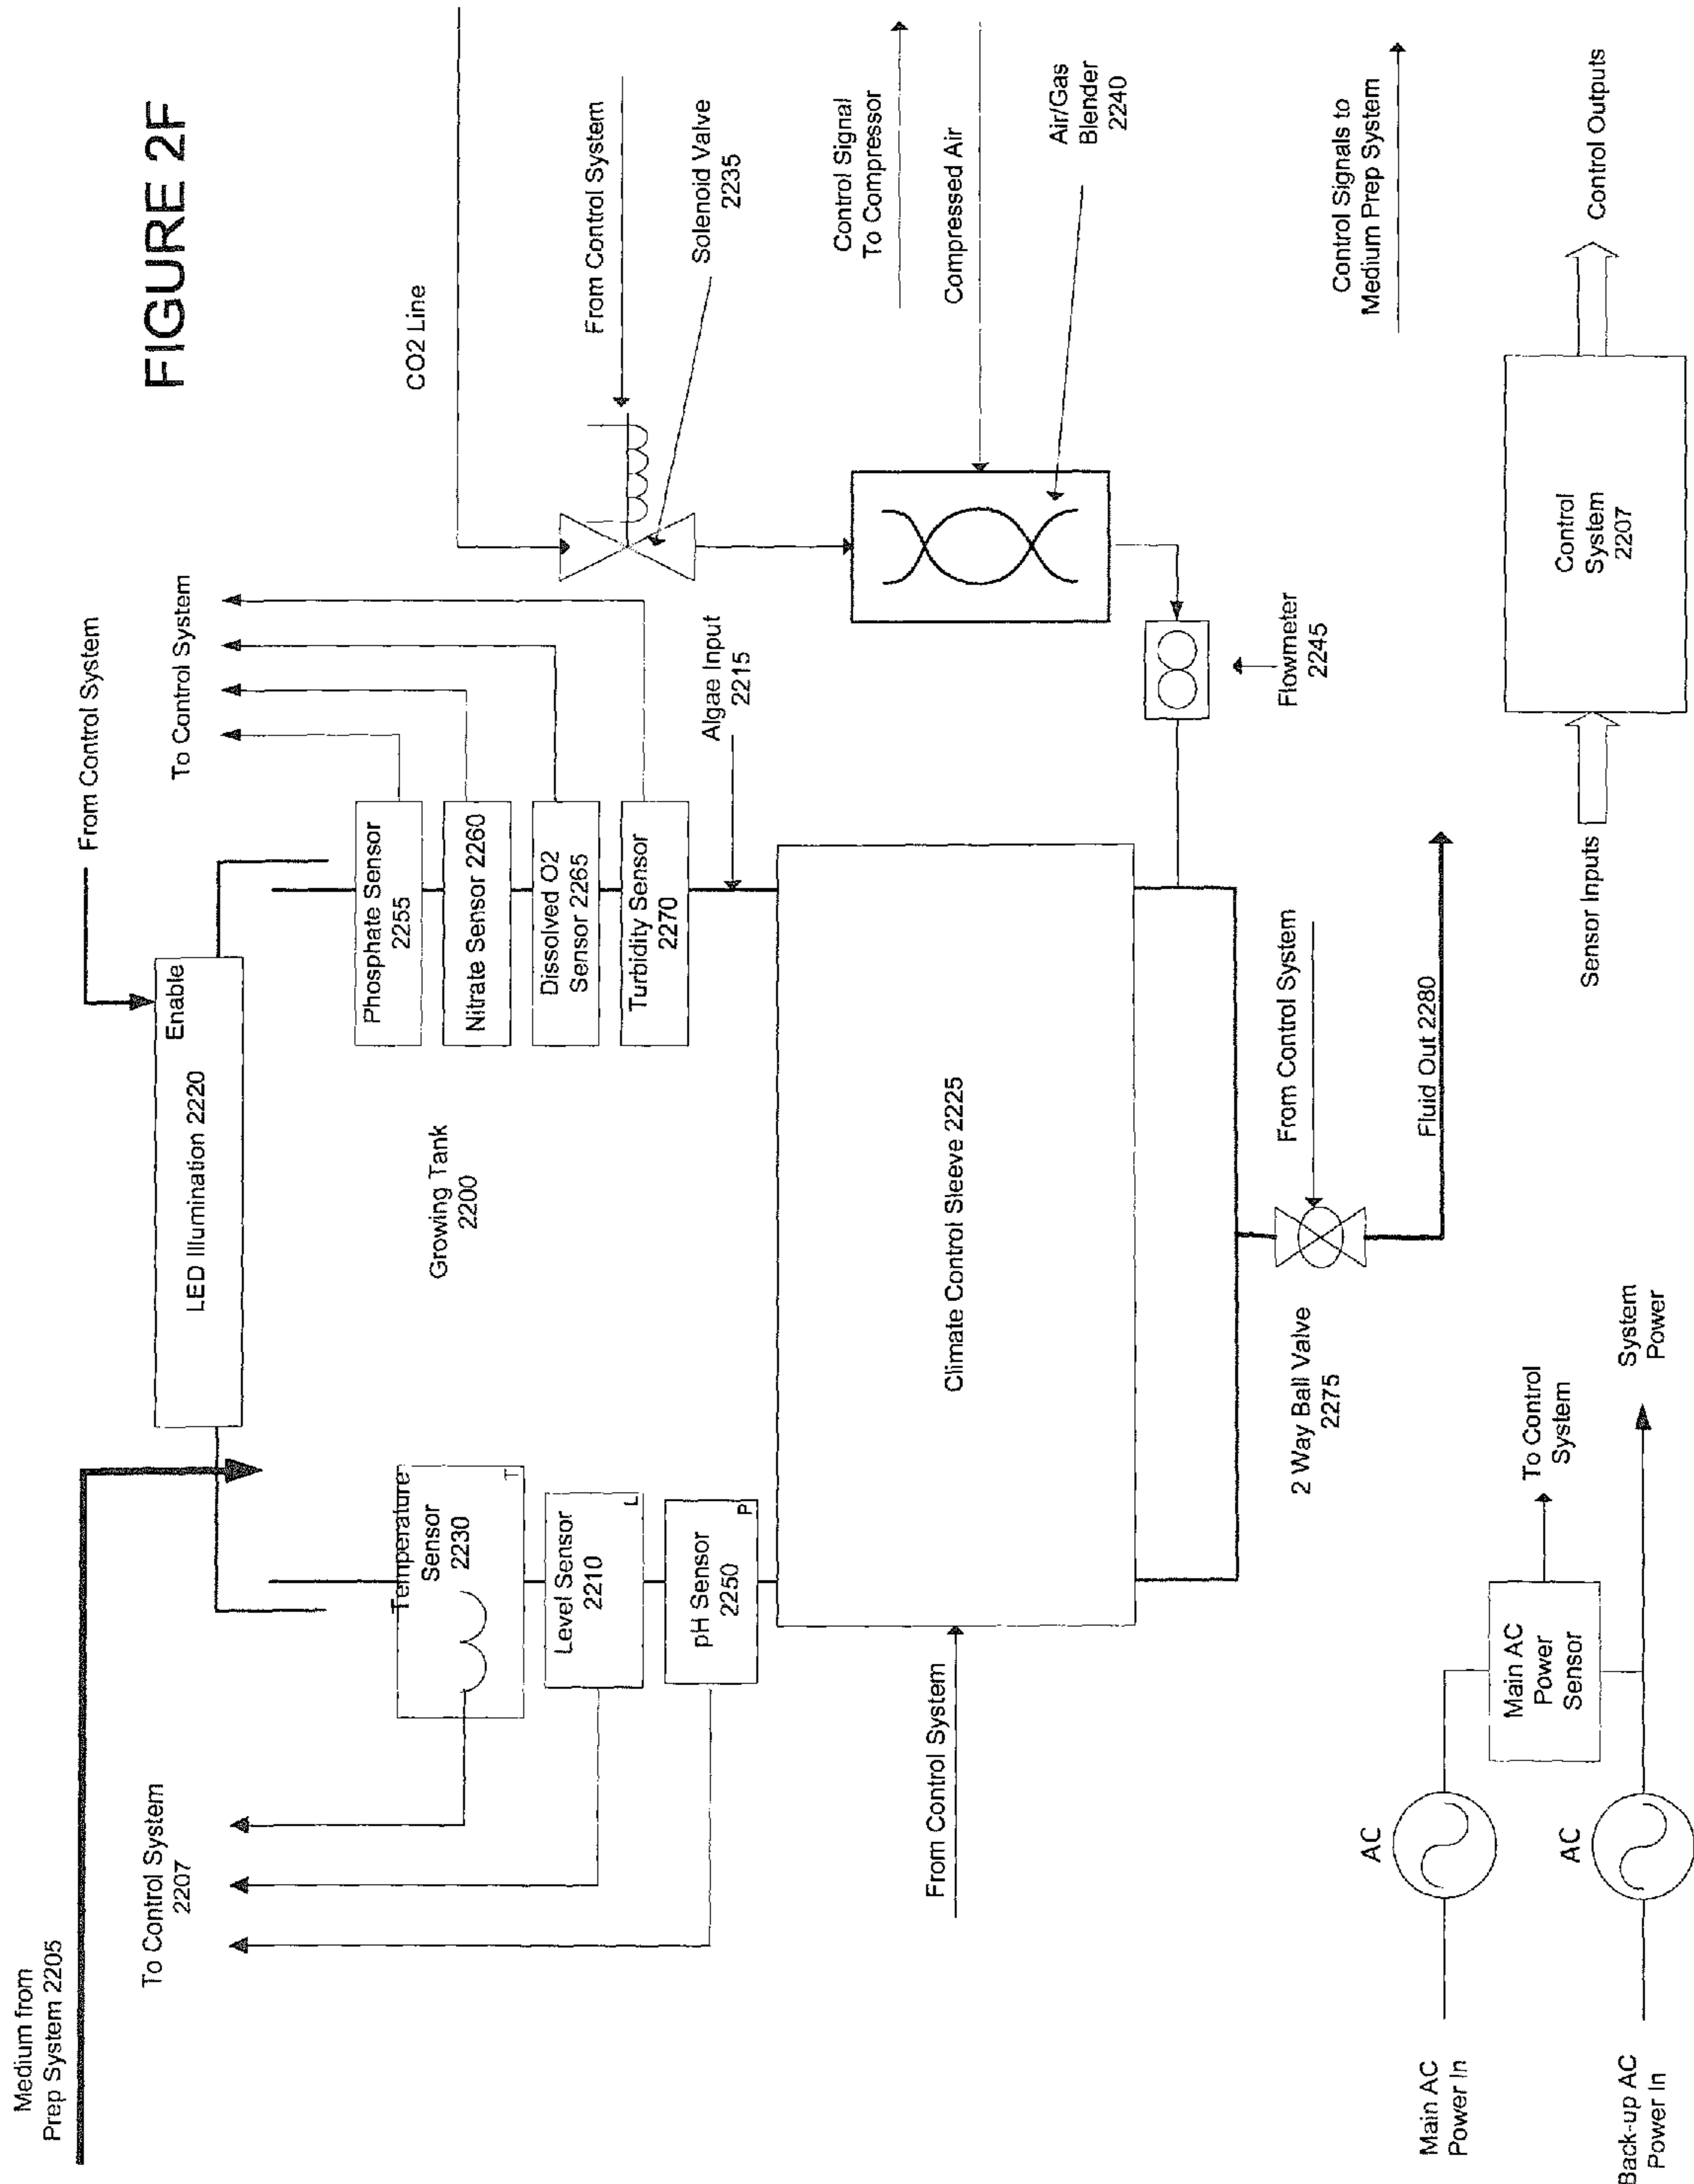 FIGURE 2F
Medium from
Prep System 2205
From Control System
LED Illumination 2220
Enable
To Control System
2207
To Control System
CO2 Line
Temperature
Sensor
2230
T
Level Sensor
2210
L
pH Sensor
2250
P
Growing Tank
2200
Phosphate Sensor
2255
Nitrate Sensor 2260
Dissolved O2
Sensor 2265
Turbidity Sensor
2270
Algae Input
2215
From Control System
Solenoid Valve
2235
Control Signal
To Compressor
Compressed Air
Air/Gas
Blender
2240
From Control System
Climate Control Sleeve 2225
Flowmeter
2245
2 Way Ball Valve
2275
From Control System
Fluid Out 2280
Control Signals to
Medium Prep System
Main AC
Power In
AC
Main AC
Power
Sensor
To Control
System
Back-up AC
Power In
AC
System
Power
Sensor Inputs
Control
System
2207
Control Outputs